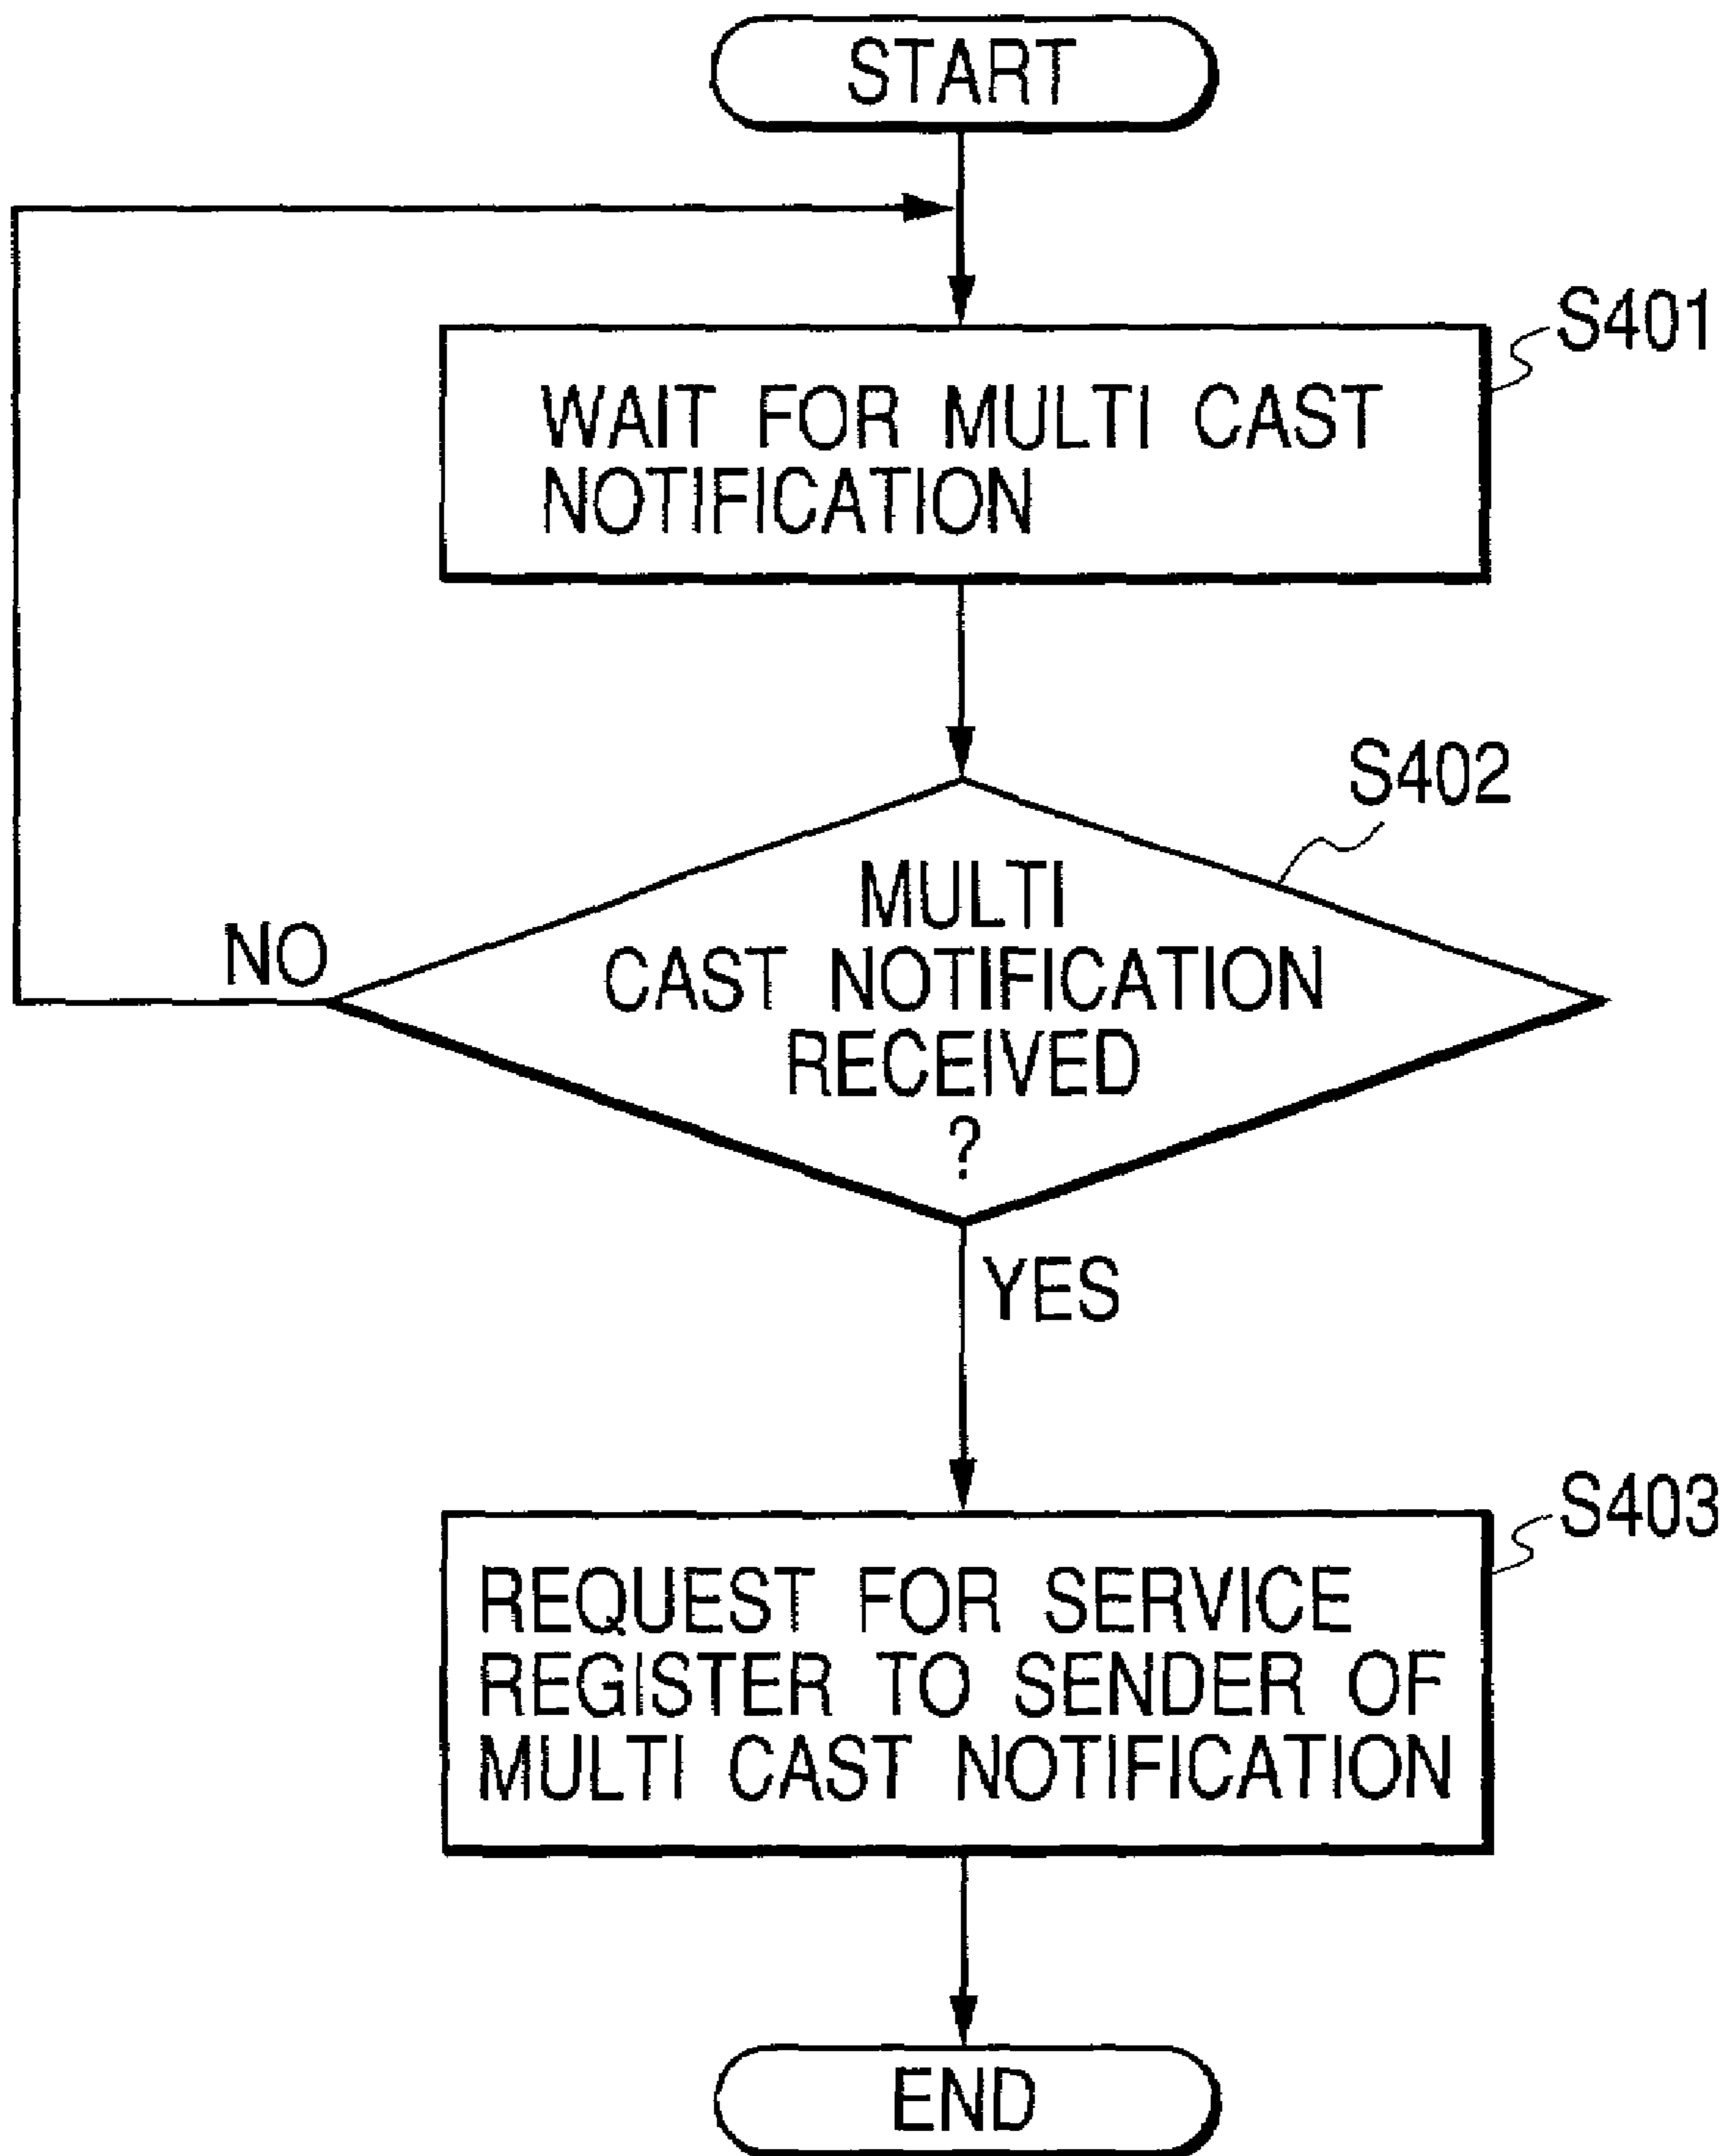 START
S401
WAIT FOR MULTI CAST
NOTIFICATION
S402
MULTI
CAST NOTIFICATION
RECEIVED
?
NO
YES
S403
REQUEST FOR SERVICE
REGISTER TO SENDER OF
MULTI CAST NOTIFICATION
END